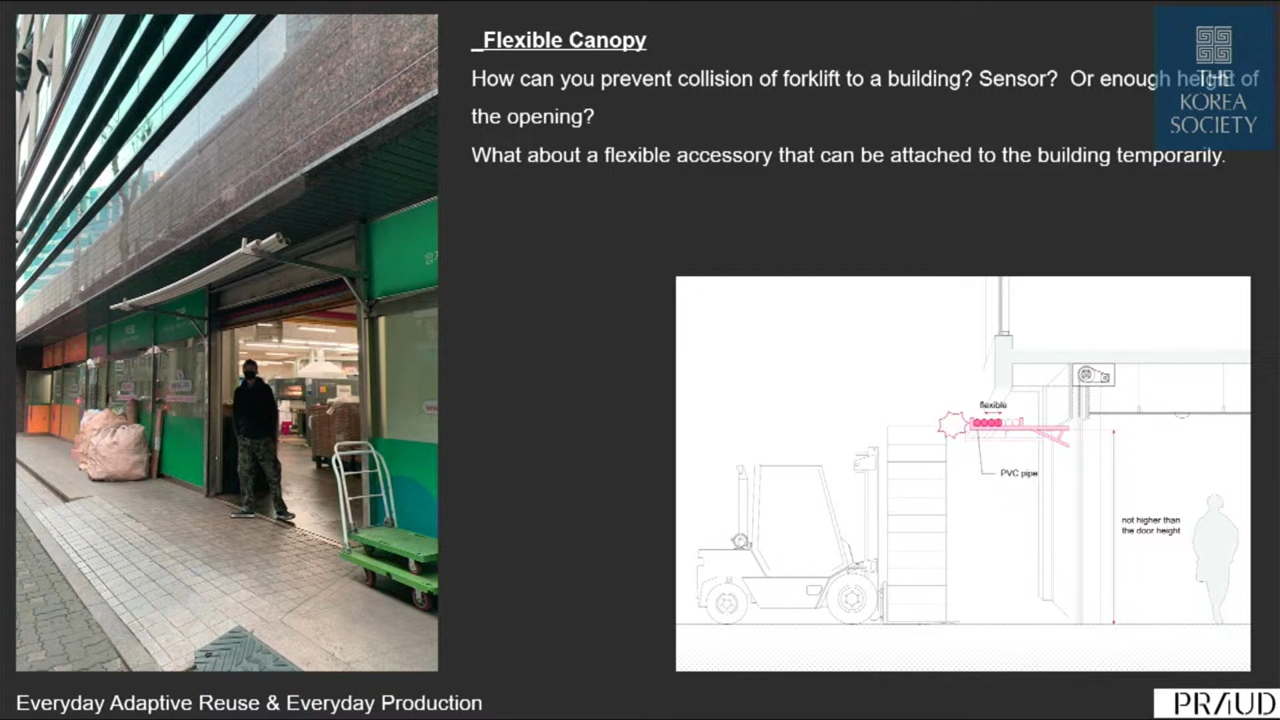 _Flexible Canopy
How can you prevent collision of forklift to a building? Sensor? Or enough height of
the opening?
What about a flexible accessory that can be attached to the building temporarily.
THE
KOREA
SOCIETY
flexible
PVC pipe
not higher than
the door height
Everyday Adaptive Reuse & Everyday Production
PRAUD